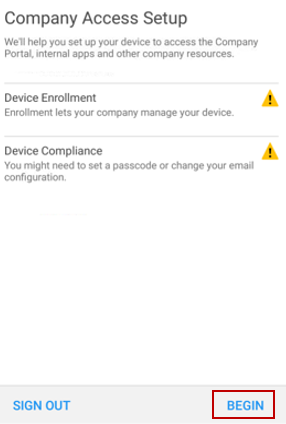 Company Access Setup
We'll help you set up your device to access the Company
Portal, internal apps and other company resources.
Device Enrollment
Enrollment lets your company manage your device.
Device Compliance
You might need to set a passcode or change your email
configuration.
SIGN OUT
BEGIN